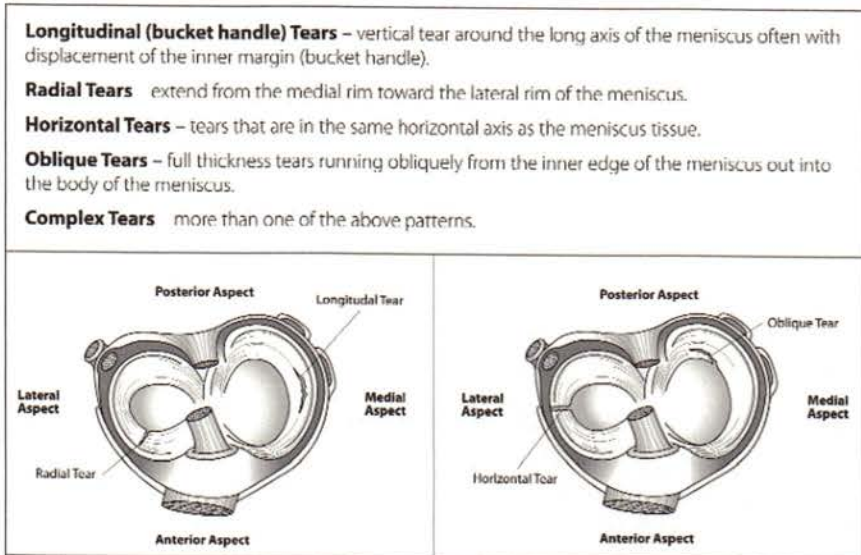 Longitudinal (bucket handle) Tears – vertical tear around the long axis of the meniscus often with
displacement of the inner margin (bucket handle).
Radial Tears extend from the medial rim toward the lateral rim of the meniscus.
Horizontal Tears – tears that are in the same horizontal axis as the meniscus tissue.
Oblique Tears – full thickness tears running obliquely from the inner edge of the meniscus out into
the body of the meniscus.
Complex Tears more than one of the above patterns.
Posterior Aspect
Longitudal Tear
Lateral
Aspect
Medial
Aspect
Radial Tear
Anterior Aspect
Posterior Aspect
Oblique Tear
Lateral
Aspect
Medial
Aspect
Horizontal Tear
Anterior Aspect